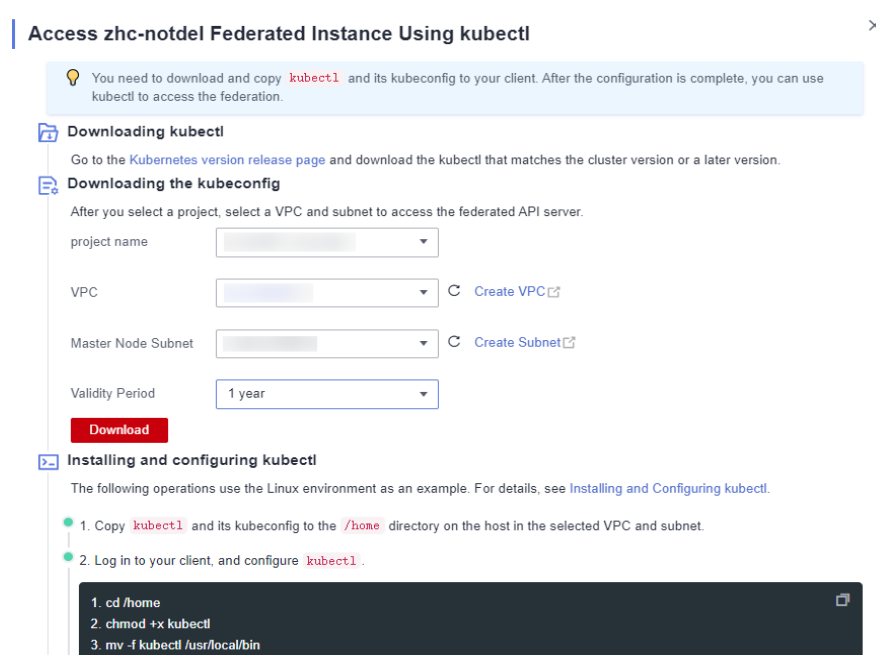 Access zhc-notdel Federated Instance Using kubectl
You need to download and copy kubectl and its kubeconfig to your client. After the configuration is complete, you can use
kubectl to access the federation.
Downloading kubectl
Go to the Kubernetes version release page and download the kubectl that matches the cluster version or a later version.
Downloading the kubeconfig
After you select a project, select a VPC and subnet to access the federated API server.
project name
VPC
Create VPC
Master Node Subnet
Create Subnet
Validity Period
1 year
Download
Installing and configuring kubectl
The following operations use the Linux environment as an example. For details, see Installing and Configuring kubectl.
1. Copy kubectl and its kubeconfig to the /home directory on the host in the selected VPC and subnet.
2. Log in to your client, and configure kubectl .
1. cd /home
2. chmod +x kubectl
3. mv -f kubectl /usr/local/bin